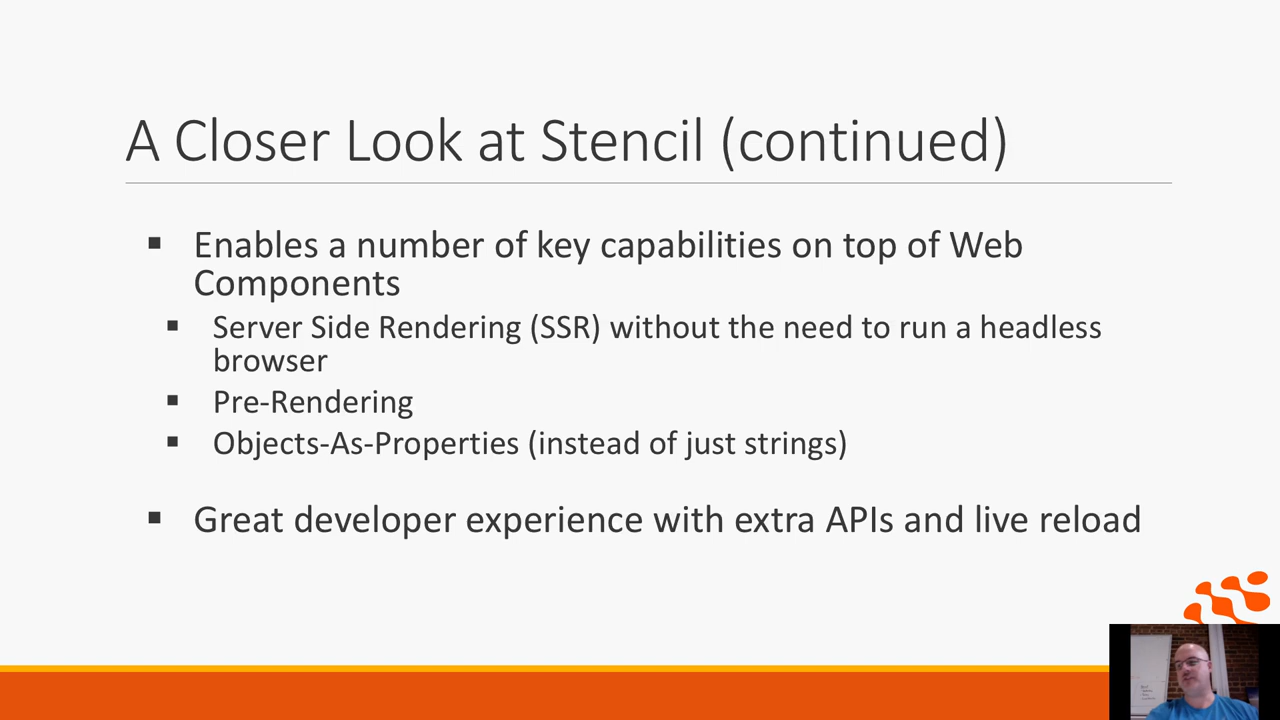 A Closer Look at Stencil (continued)
▪ Enables a number of key capabilities on top of Web
Components
▪ Server Side Rendering (SSR) without the need to run a headless
browser
▪ Pre-Rendering
▪ Objects-As-Properties (instead of just strings)
▪ Great developer experience with extra APIs and live reload